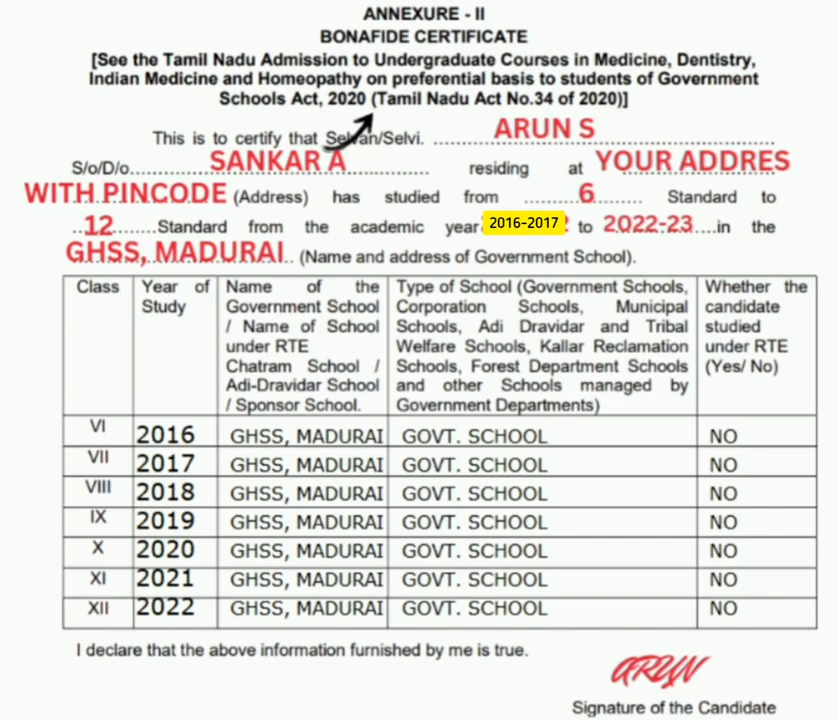 ANNEXURE - II
BONAFIDE CERTIFICATE
[See the Tamil Nadu Admission to Undergraduate Courses in Medicine, Dentistry,
Indian Medicine and Homeopathy on preferential basis to students of Government
Schools Act, 2020 (Tamil Nadu Act No.34 of 2020)]
This is to certify that Selvan/Selvi. ARUN S
S/o/D/o. SANKAR A residing at YOUR ADDRES
WITH PINCODE (Address) has studied from 6 Standard to
12 Standard from the academic year 2016-2017 to 2022-23 in the
GHSS, MADURAI. (Name and address of Government School).
Class Year of Study Name of the Government School / Name of School under RTE Chatram School / Adi-Dravidar School / Sponsor School. Type of School (Government Schools, Corporation Schools, Municipal Schools, Adi Dravidar and Tribal Welfare Schools, Kallar Reclamation Schools, Forest Department Schools and other Schools managed by Government Departments) Whether the candidate studied under RTE (Yes/ No)
VI 2016 GHSS, MADURAI GOVT. SCHOOL NO
VII 2017 GHSS, MADURAI GOVT. SCHOOL NO
VIII 2018 GHSS, MADURAI GOVT. SCHOOL NO
IX 2019 GHSS, MADURAI GOVT. SCHOOL NO
X 2020 GHSS, MADURAI GOVT. SCHOOL NO
XI 2021 GHSS, MADURAI GOVT. SCHOOL NO
XII 2022 GHSS, MADURAI GOVT. SCHOOL NO
I declare that the above information furnished by me is true.
ARUN
Signature of the Candidate